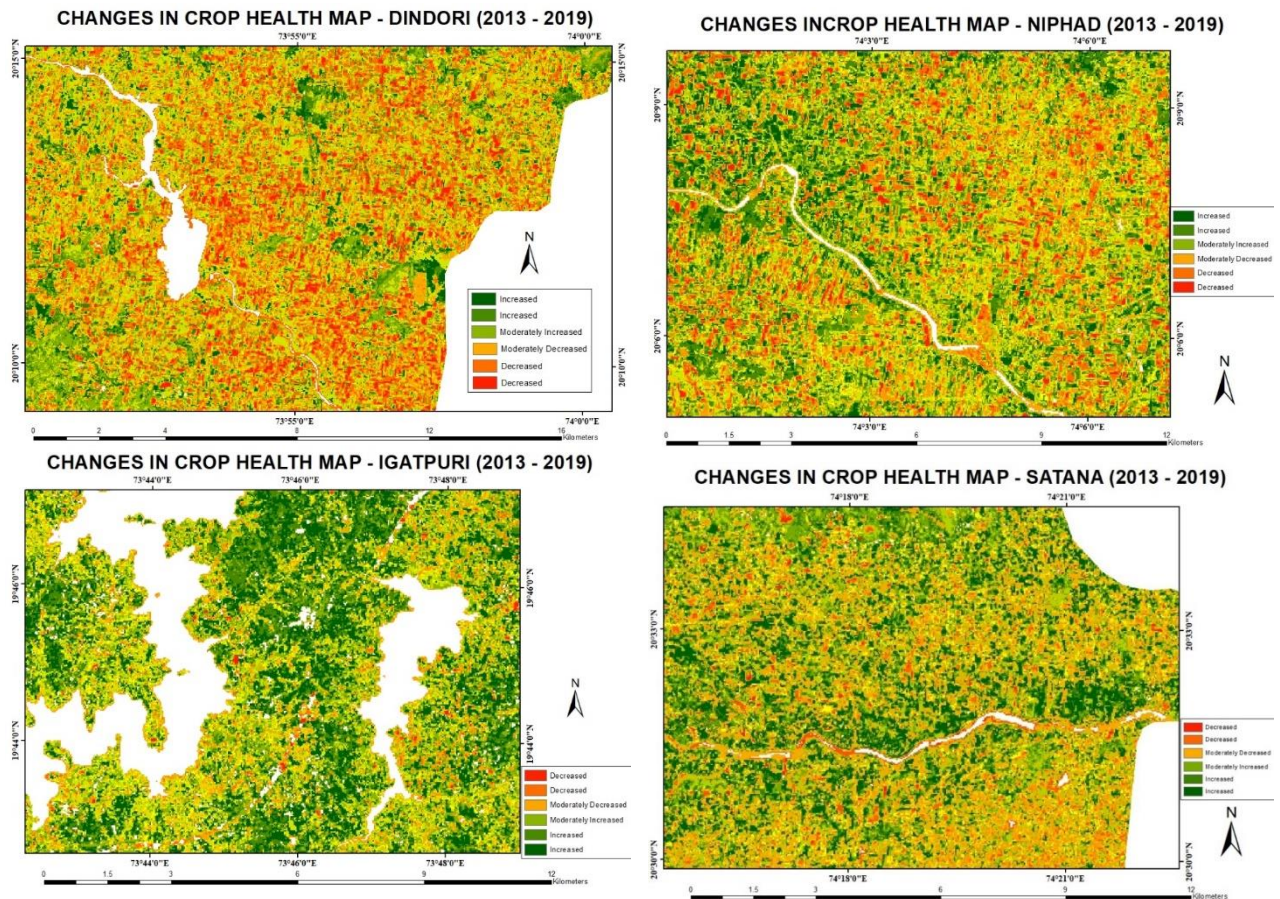 CHANGES IN CROP HEALTH MAP - DINDORI (2013 - 2019)
73°55'0"E
74°0'0"E
20°15'0"N
20°15'0"N
20°10'0"N
20°10'0"N
N
Increased
Increased
Moderately Increased
Moderately Decreased
Decreased
Decreased
73°55'0"E
74°0'0"E
0 2 4 8 12 16
Kilometers
CHANGES INCROP HEALTH MAP - NIPHAD (2013 - 2019)
74°3'0"E
74°6'0"E
20°9'0"N
20°9'0"N
20°6'0"N
20°6'0"N
Increased
Increased
Moderately Increased
Moderately Decreased
Decreased
Decreased
N
74°3'0"E
74°6'0"E
0 1.5 3 6 9 12
Kilometers
CHANGES IN CROP HEALTH MAP - IGATPURI (2013 - 2019)
73°44'0"E
73°46'0"E
73°48'0"E
19°46'0"N
19°46'0"N
19°44'0"N
19°44'0"N
N
Decreased
Decreased
Moderately Decreased
Moderately Increased
Increased
Increased
73°44'0"E
73°46'0"E
73°48'0"E
0 1.5 3 6 9 12
Kilometers
CHANGES IN CROP HEALTH MAP - SATANA (2013 - 2019)
74°18'0"E
74°21'0"E
20°33'0"N
20°33'0"N
20°30'0"N
20°30'0"N
Decreased
Decreased
Moderately Decreased
Moderately Increased
Increased
Increased
N
74°18'0"E
74°21'0"E
0 1.5 3 6 9 12
Kilometers